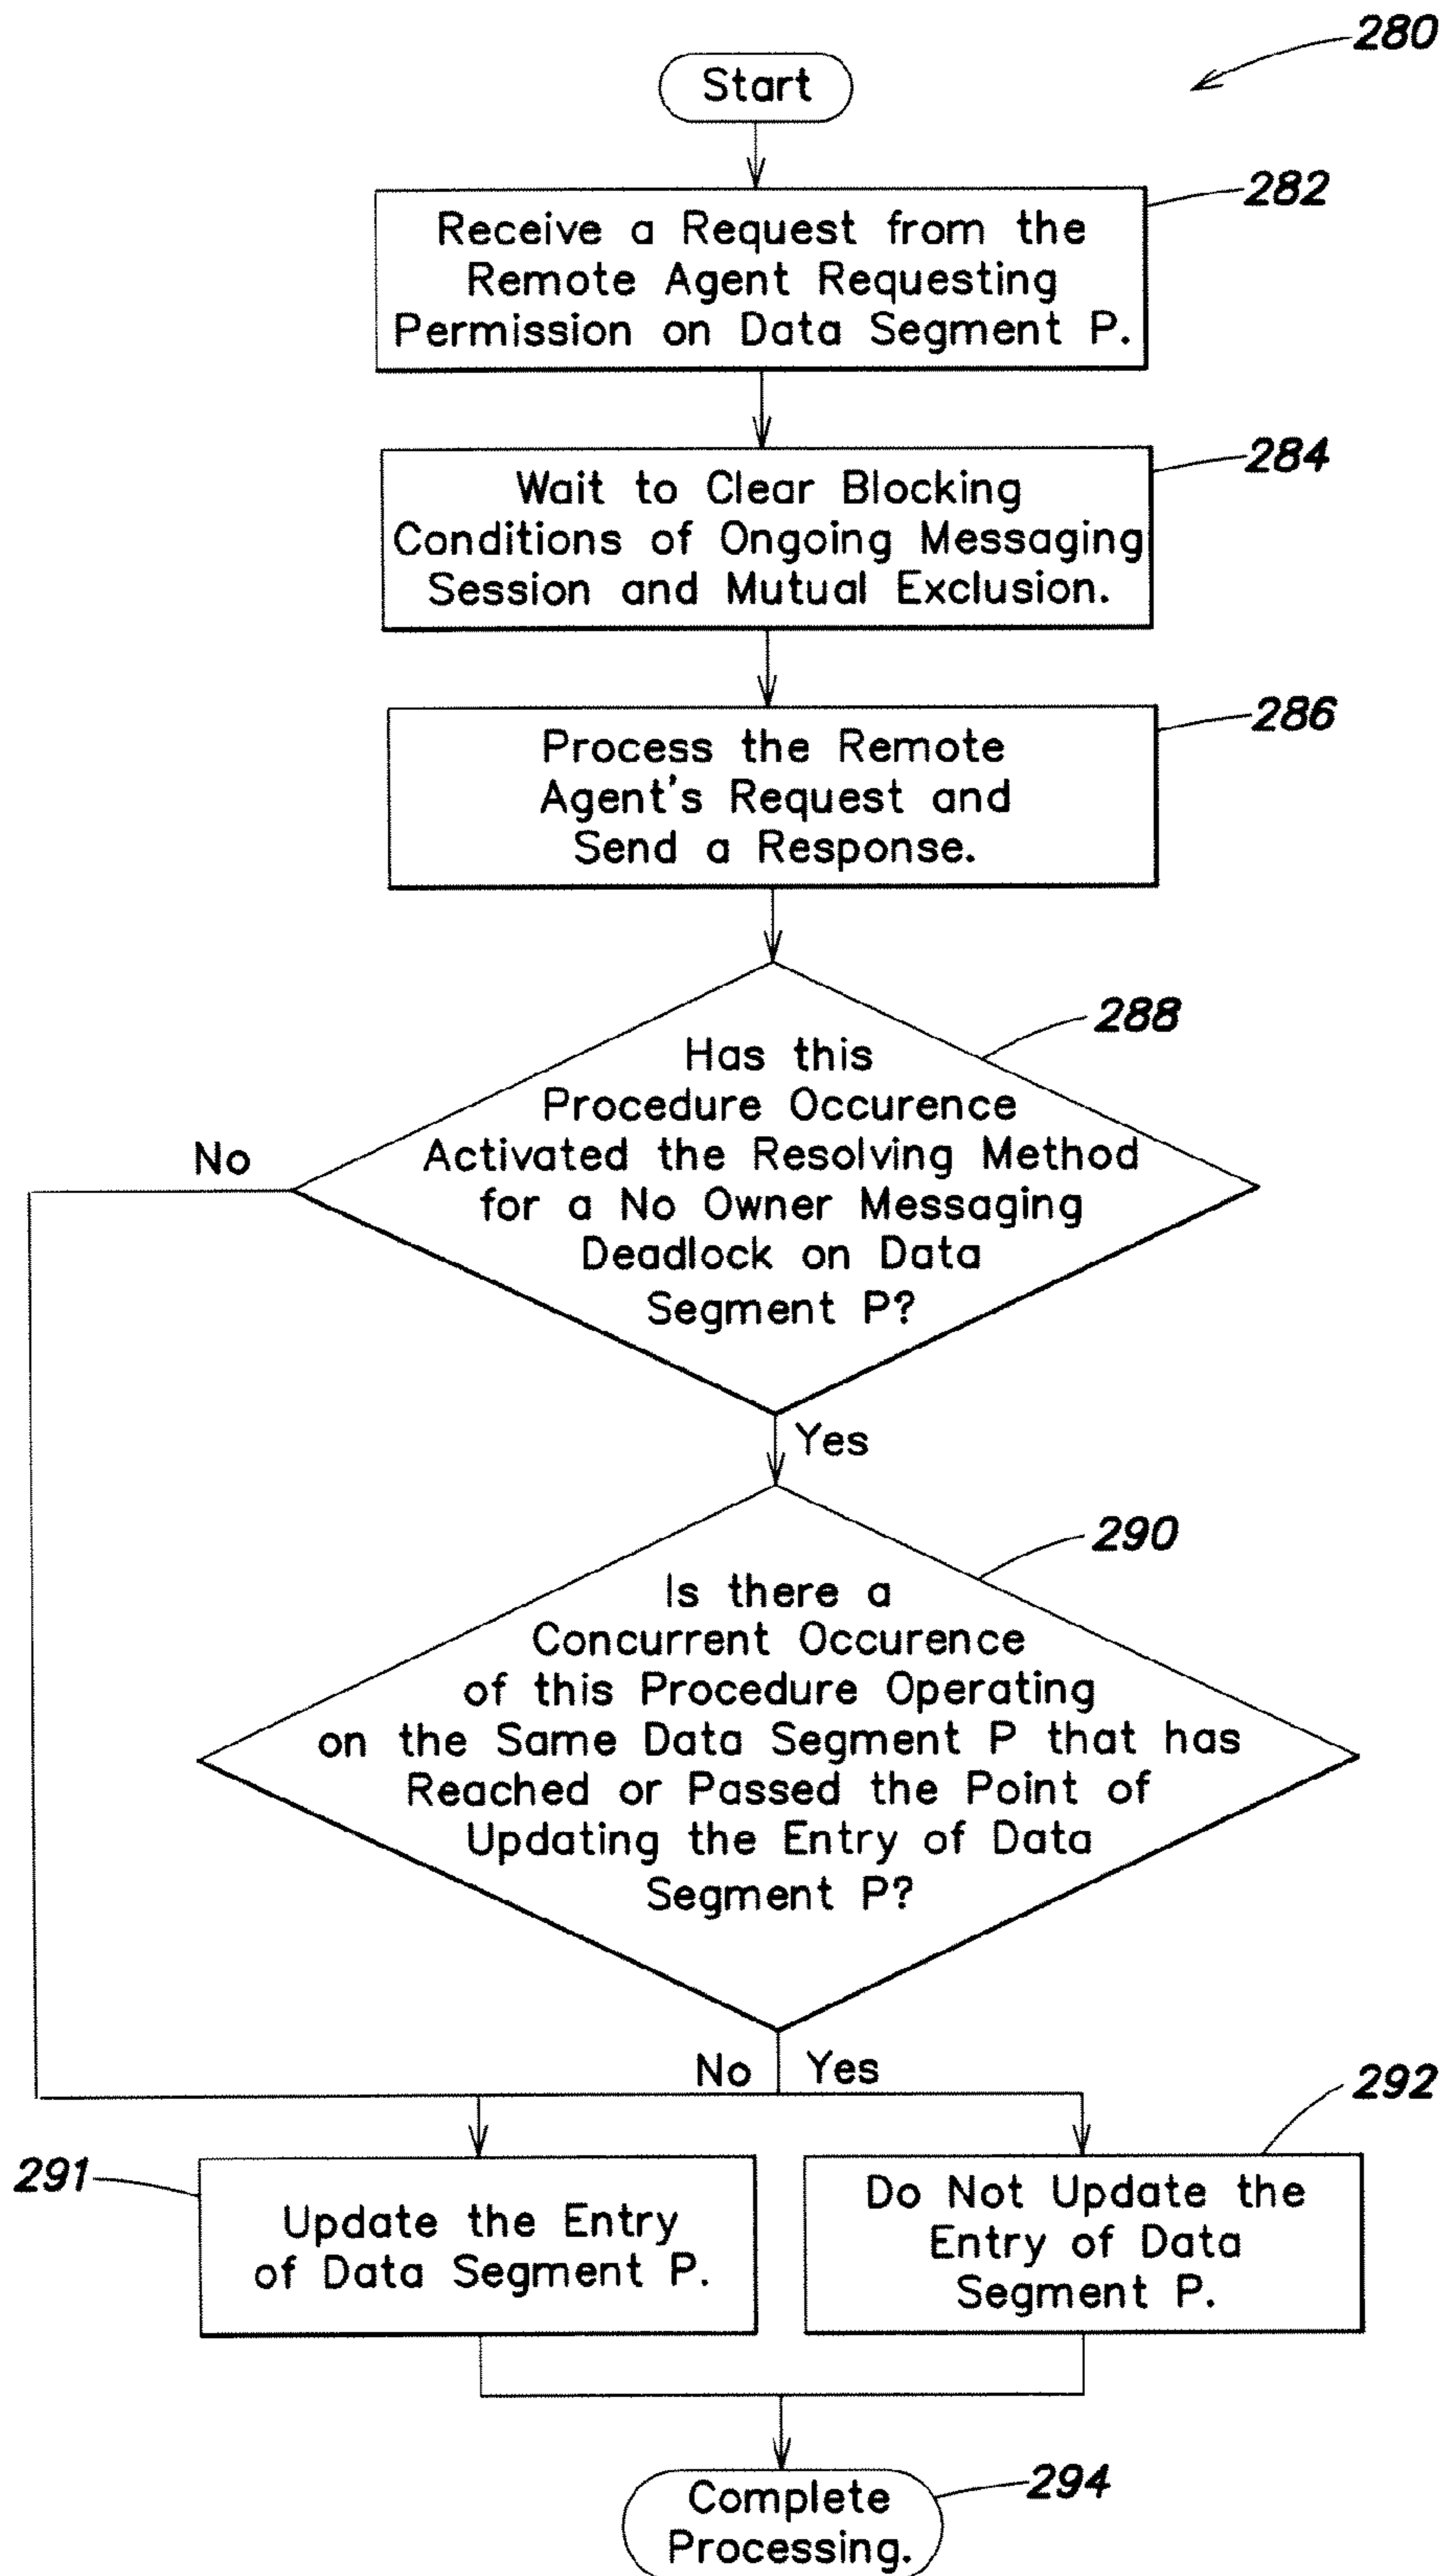 280
Start
282
Receive a Request from the
Remote Agent Requesting
Permission on Data Segment P.
284
Wait to Clear Blocking
Conditions of Ongoing Messaging
Session and Mutual Exclusion.
286
Process the Remote
Agent's Request and
Send a Response.
288
Has this
Procedure Occurence
Activated the Resolving Method
for a No Owner Messaging
Deadlock on Data
Segment P?
No
Yes
290
Is there a
Concurrent Occurence
of this Procedure Operating
on the Same Data Segment P that has
Reached or Passed the Point of
Updating the Entry of Data
Segment P?
No
Yes
291
Update the Entry
of Data Segment P.
292
Do Not Update the
Entry of Data
Segment P.
294
Complete
Processing.